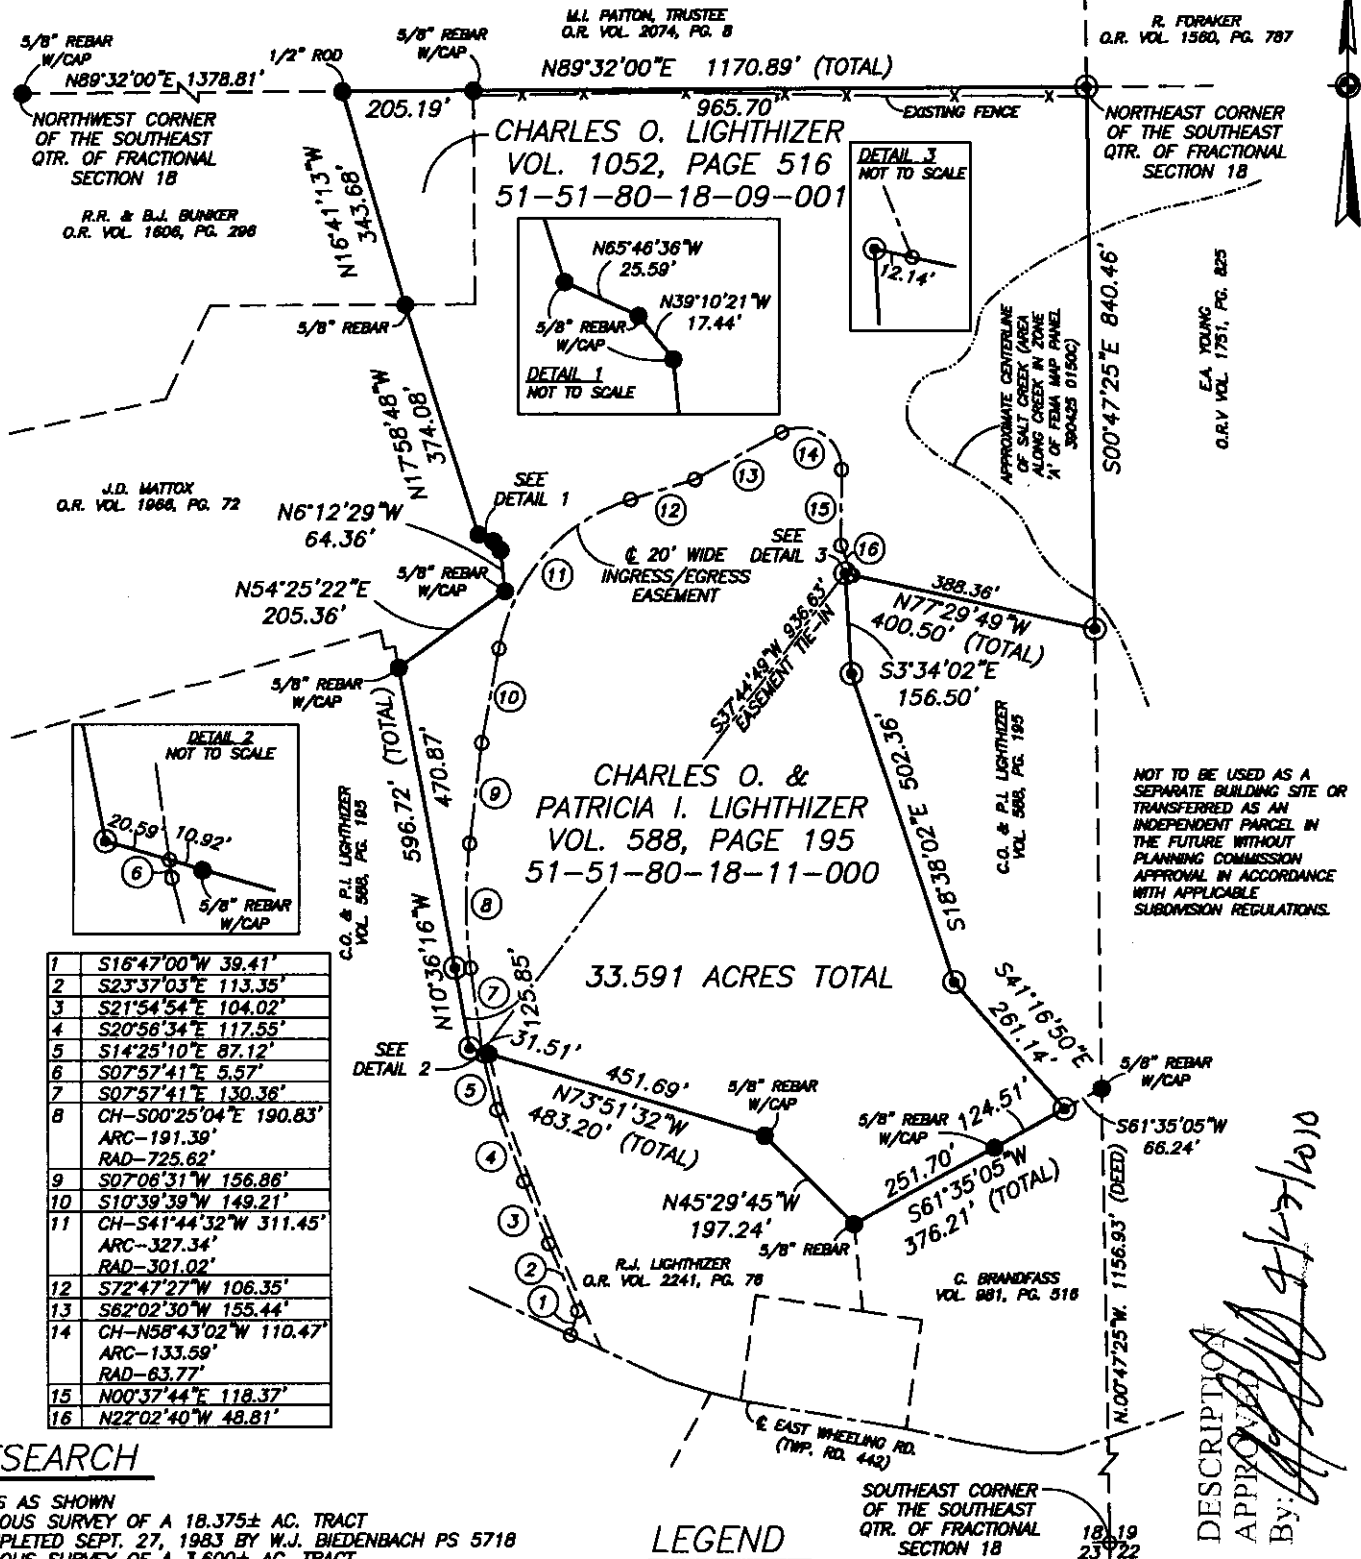 M.I. PATTON, TRUSTEE
O.R. VOL. 2074, PG. 8
R. FORAKER
O.R. VOL. 1560, PG. 787
5/8" REBAR
W/CAP
N89°32'00"E 1378.81'
1/2" ROD
5/8" REBAR
W/CAP
N89°32'00"E 1170.89' (TOTAL)
205.19'
965.70'
EXISTING FENCE
NORTHWEST CORNER
OF THE SOUTHEAST
QTR. OF FRACTIONAL
SECTION 18
NORTHEAST CORNER
OF THE SOUTHEAST
QTR. OF FRACTIONAL
SECTION 18
CHARLES O. LIGHTHIZER
VOL. 1052, PAGE 516
51-51-80-18-09-001
R.R. & B.J. BUNKER
O.R. VOL. 1606, PG. 296
N16°41'13"W
343.68'
DETAIL 3
NOT TO SCALE
12.14'
N65°46'36"W
25.59'
N39°10'21"W
17.44'
5/8" REBAR
W/CAP
DETAIL 1
NOT TO SCALE
5/8" REBAR
APPROXIMATE CENTERLINE
OF SALT CREEK (AREA
ALONG CREEK IN ZONE
'A' OF FEMA MAP PANEL
390425 0150C)
S00°47'25"E 840.46'
E.A. YOUNG
O.R.V VOL. 1751, PG. 825
N17°58'48"W
374.08'
J.D. MATTOX
O.R. VOL. 1966, PG. 72
SEE
DETAIL 1
N6°12'29"W
64.36'
5/8" REBAR
W/CAP
N54°25'22"E
205.36'
5/8" REBAR
W/CAP
14
13
12
15
16
11
℄ 20' WIDE
INGRESS/EGRESS
EASEMENT
SEE
DETAIL 3
388.36'
N77°29'49"W
400.50' (TOTAL)
S3°34'02"E
156.50'
S37°44'49"W 936.63'
EASEMENT TIE-IN
10
9
8
7
DETAIL 2
NOT TO SCALE
20.59'
10.92'
6
5/8" REBAR
W/CAP
C.O. & P.L. LIGHTHIZER
VOL. 588, PG. 195
N10°36'16"W 596.72' (TOTAL)
470.87'
125.85'
CHARLES O. &
PATRICIA I. LIGHTHIZER
VOL. 588, PAGE 195
51-51-80-18-11-000
33.591 ACRES TOTAL
S18°38'02"E 502.36'
C.O. & P.L. LIGHTHIZER
VOL. 588, PG. 195
NOT TO BE USED AS A
SEPARATE BUILDING SITE OR
TRANSFERRED AS AN
INDEPENDENT PARCEL IN
THE FUTURE WITHOUT
PLANNING COMMISSION
APPROVAL IN ACCORDANCE
WITH APPLICABLE
SUBDIVISION REGULATIONS.
S41°16'50"E
261.14'
5/8" REBAR
W/CAP
S61°35'05"W
66.24'
1 S16°47'00"W 39.41'
2 S23°37'03"E 113.35'
3 S21°54'54"E 104.02'
4 S20°56'34"E 117.55'
5 S14°25'10"E 87.12'
6 S07°57'41"E 5.57'
7 S07°57'41"E 130.36'
8 CH-S00°25'04"E 190.83'
ARC-191.39'
RAD-725.62'
9 S07°06'31"W 156.86'
10 S10°39'39"W 149.21'
11 CH-S41°44'32"W 311.45'
ARC-327.34'
RAD-301.02'
12 S72°47'27"W 106.35'
13 S62°02'30"W 155.44'
14 CH-N58°43'02"W 110.47'
ARC-133.59'
RAD-63.77'
15 N00°37'44"E 118.37'
16 N22°02'40"W 48.81'
SEE
DETAIL 2
31.51'
451.69'
N73°51'32"W
483.20' (TOTAL)
5/8" REBAR
W/CAP
5/8" REBAR
W/CAP
124.51'
251.70'
S61°35'05"W
376.21' (TOTAL)
N45°29'45"W
197.24'
5/8" REBAR
5
4
3
2
1
R.J. LIGHTHIZER
O.R. VOL. 2241, PG. 76
C. BRANDFASS
VOL. 981, PG. 516
N.00°47'25"W. 1156.93' (DEED)
℄ EAST WHEELING RD.
(TWP. RD. 442)
DESCRIPTION
APPROVED
By:
SEARCH
S AS SHOWN
OUS SURVEY OF A 18.375± AC. TRACT
PLETED SEPT. 27, 1983 BY W.J. BIEDENBACH PS 5718
OUS SURVEY OF A 3.600± AC. TRACT
LEGEND
SOUTHEAST CORNER
OF THE SOUTHEAST
QTR. OF FRACTIONAL
SECTION 18
18 19
23 22